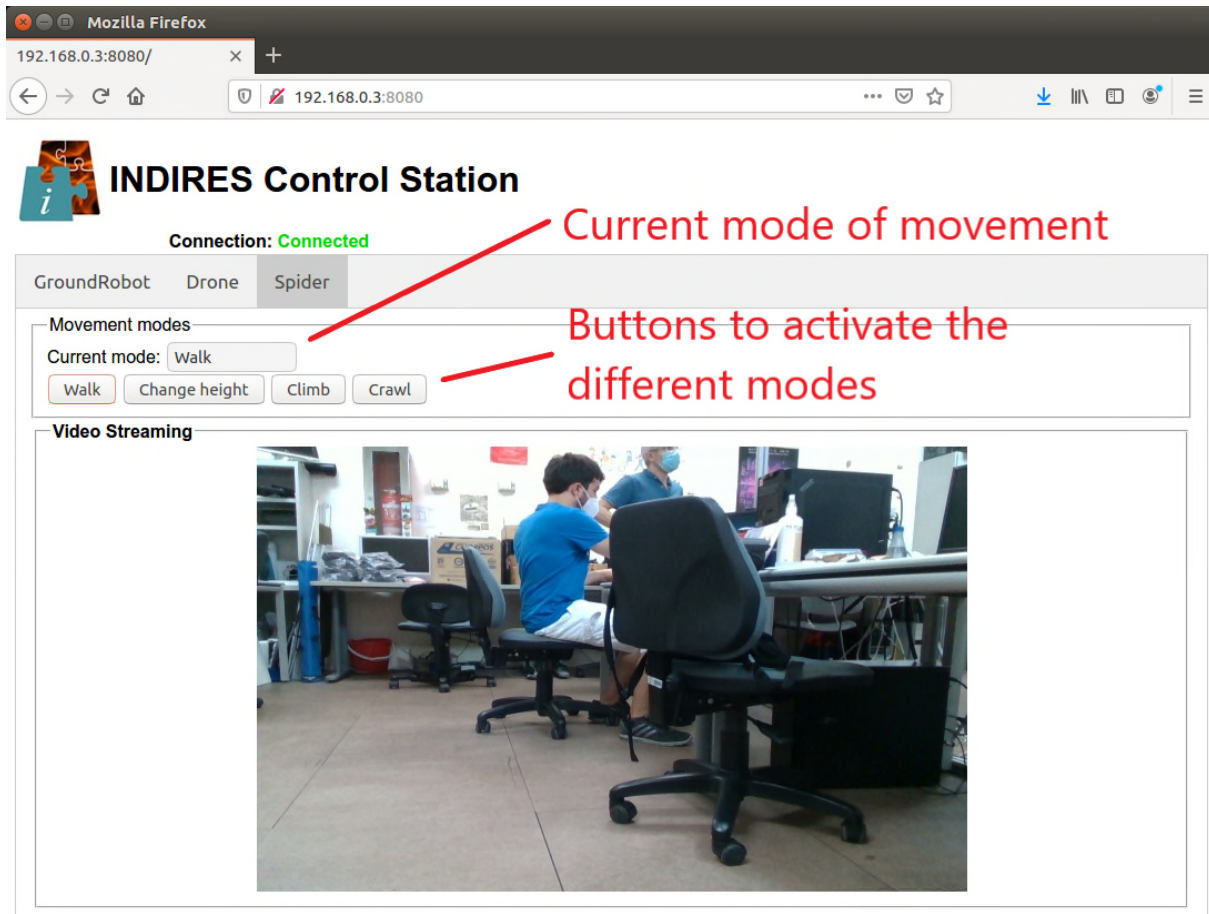 Mozilla Firefox
192.168.0.3:8080/
192.168.0.3:8080
i
INDIRES Control Station
Connection: Connected
Current mode of movement
GroundRobot Drone Spider
Movement modes
Buttons to activate the
different modes
Current mode: Walk
Walk Change height Climb Crawl
Video Streaming